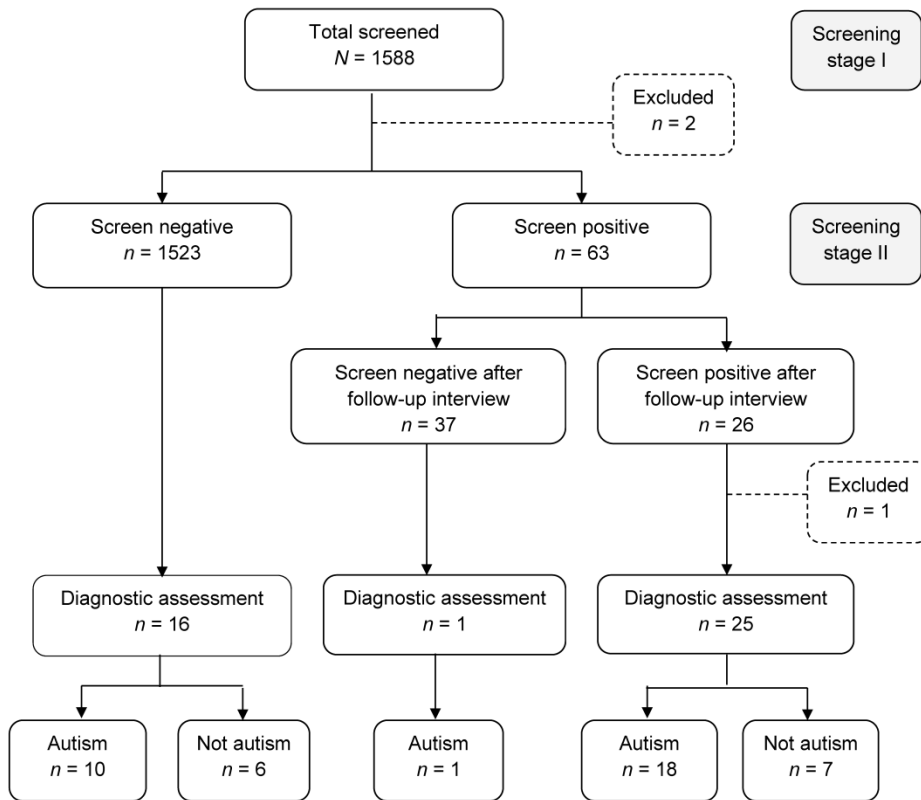 Total screened
N = 1588
Screening
stage I
Excluded
n = 2
Screen negative
n = 1523
Screen positive
n = 63
Screening
stage II
Screen negative after
follow-up interview
n = 37
Screen positive after
follow-up interview
n = 26
Excluded
n = 1
Diagnostic assessment
n = 16
Diagnostic assessment
n = 1
Diagnostic assessment
n = 25
Autism
n = 10
Not autism
n = 6
Autism
n = 1
Autism
n = 18
Not autism
n = 7